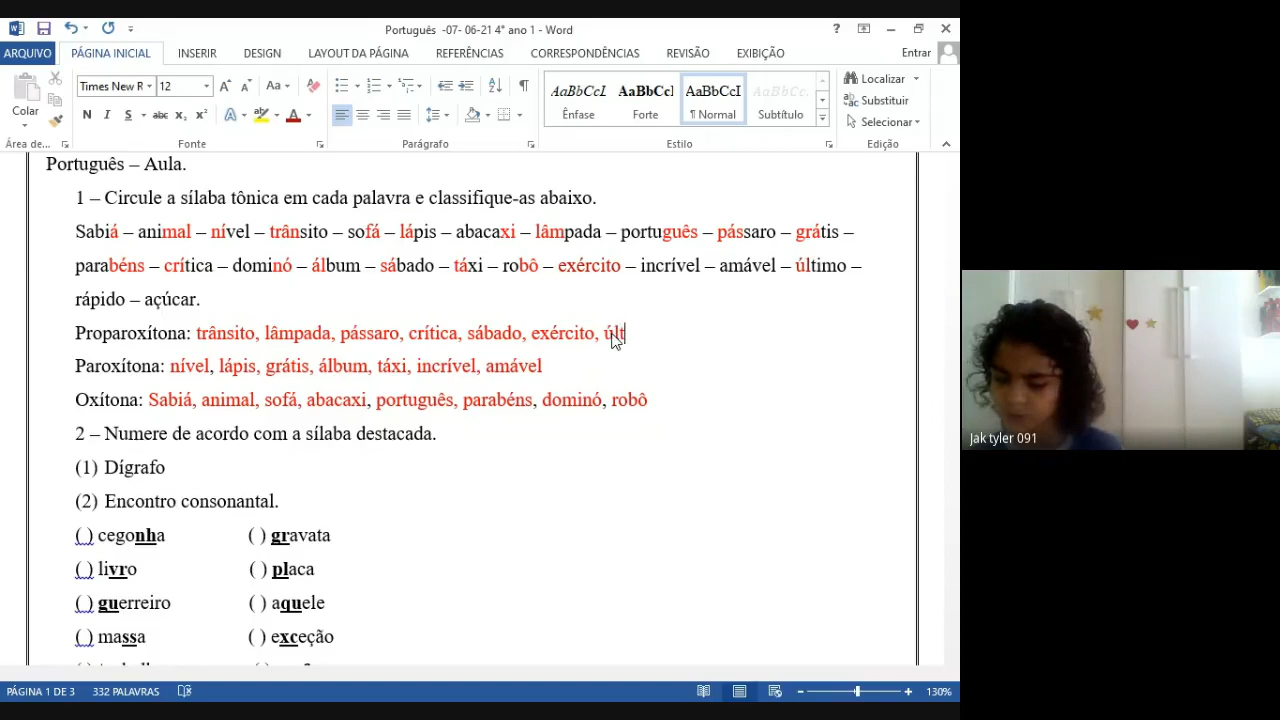 Português -07- 06-21 4° ano 1 - Word
ARQUIVO PÁGINA INICIAL INSERIR DESIGN LAYOUT DA PÁGINA REFERÊNCIAS CORRESPONDÊNCIAS REVISÃO EXIBIÇÃO Entrar
Colar
Times New R 12
N I S abc x₂ x²
AaBbCcI AaBbCcI AaBbCcI AaBbCc.
Ênfase Forte ¶ Normal Subtítulo
Localizar
Substituir
Selecionar
Área de... Fonte Parágrafo Estilo Edição
Português – Aula.
1 – Circule a sílaba tônica em cada palavra e classifique-as abaixo.
Sabiá – animal – nível – trânsito – sofá – lápis – abacaxi – lâmpada – português – pássaro – grátis –
parabéns – crítica – dominó – álbum – sábado – táxi – robô – exército – incrível – amável – último –
rápido – açúcar.
Proparoxítona: trânsito, lâmpada, pássaro, crítica, sábado, exército, últ
Paroxítona: nível, lápis, grátis, álbum, táxi, incrível, amável
Oxítona: Sabiá, animal, sofá, abacaxi, português, parabéns, dominó, robô
2 – Numere de acordo com a sílaba destacada.
(1) Dígrafo
(2) Encontro consonantal.
( ) cegonha ( ) gravata
( ) livro ( ) placa
( ) guerreiro ( ) aquele
( ) massa ( ) exceção
PÁGINA 1 DE 3 332 PALAVRAS 130%
Jak tyler 091